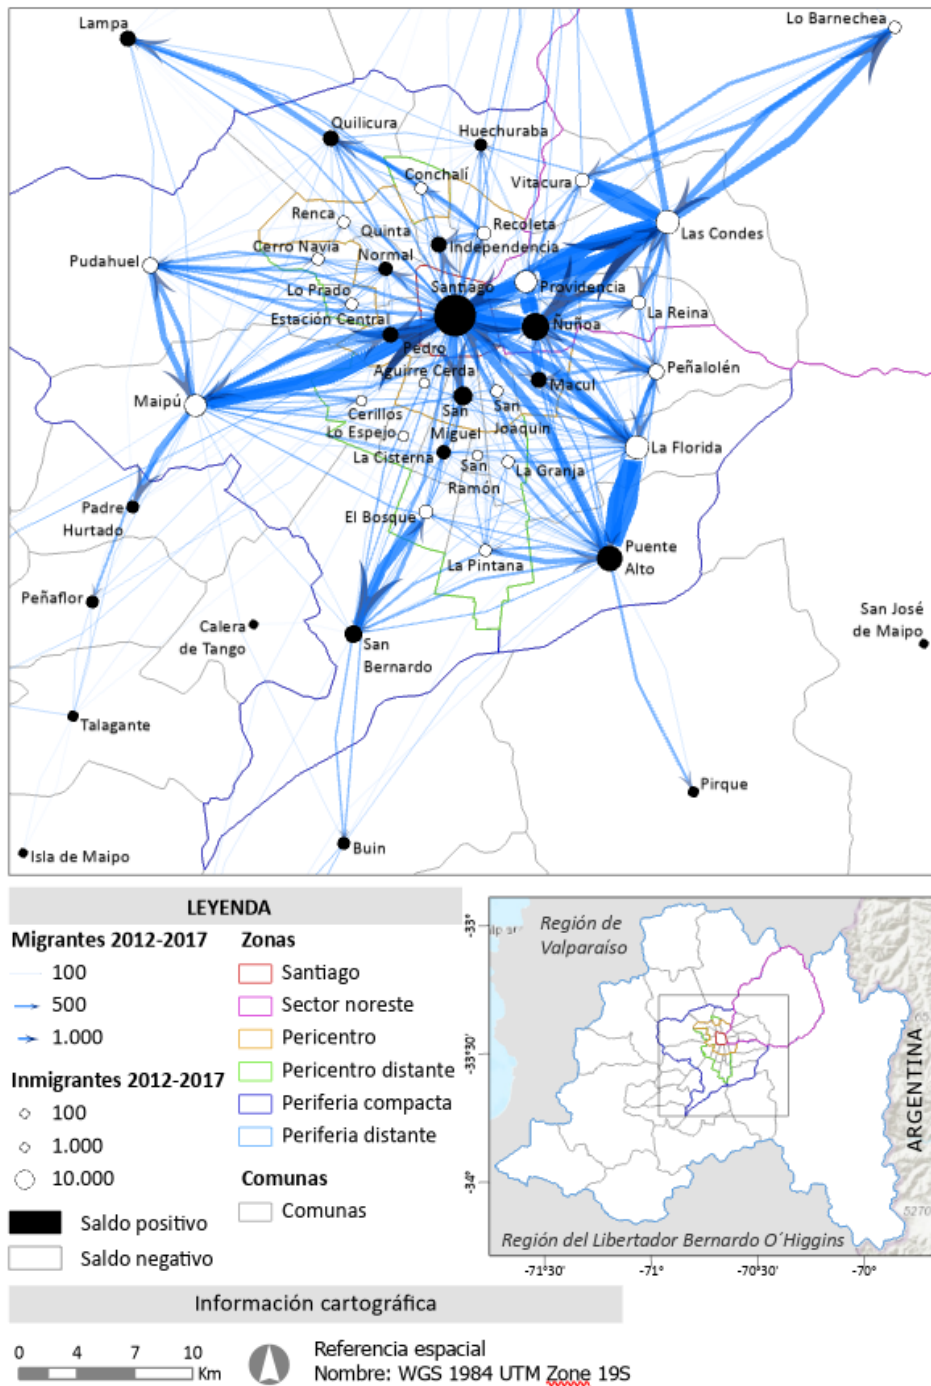 Lampa
Lo Barnechea
Quilicura
Huechuraba
Conchalí
Vitacura
Renca
Quinta
Normal
Recoleta
Independencia
Las Condes
Cerro Navia
Pudahuel
Santiago
Providencia
Lo Prado
La Reina
Estación Central
Ñuñoa
Pedro
Aguirre Cerda
Peñalolén
Macul
Maipú
Cerillos
San
Miguel
San
Joaquin
Lo Espejo
La Florida
La Cisterna
San
Ramón
La Granja
Padre
Hurtado
El Bosque
Puente
Alto
La Pintana
Peñaflor
Calera
de Tango
San José
de Maipo
San
Bernardo
Talagante
Pirque
Isla de Maipo
Buin
LEYENDA
Migrantes 2012-2017
100
500
1.000
Inmigrantes 2012-2017
100
1.000
10.000
Saldo positivo
Saldo negativo
Zonas
Santiago
Sector noreste
Pericentro
Pericentro distante
Periferia compacta
Periferia distante
Comunas
Comunas
Región de
Valparaíso
ARGENTINA
5270
Región del Libertador Bernardo O´Higgins
-33°
-33°30'
-34°
-71°30'
-71°
-70°30'
-70°
Información cartográfica
0 4 7 10
Km
Referencia espacial
Nombre: WGS 1984 UTM Zone 19S